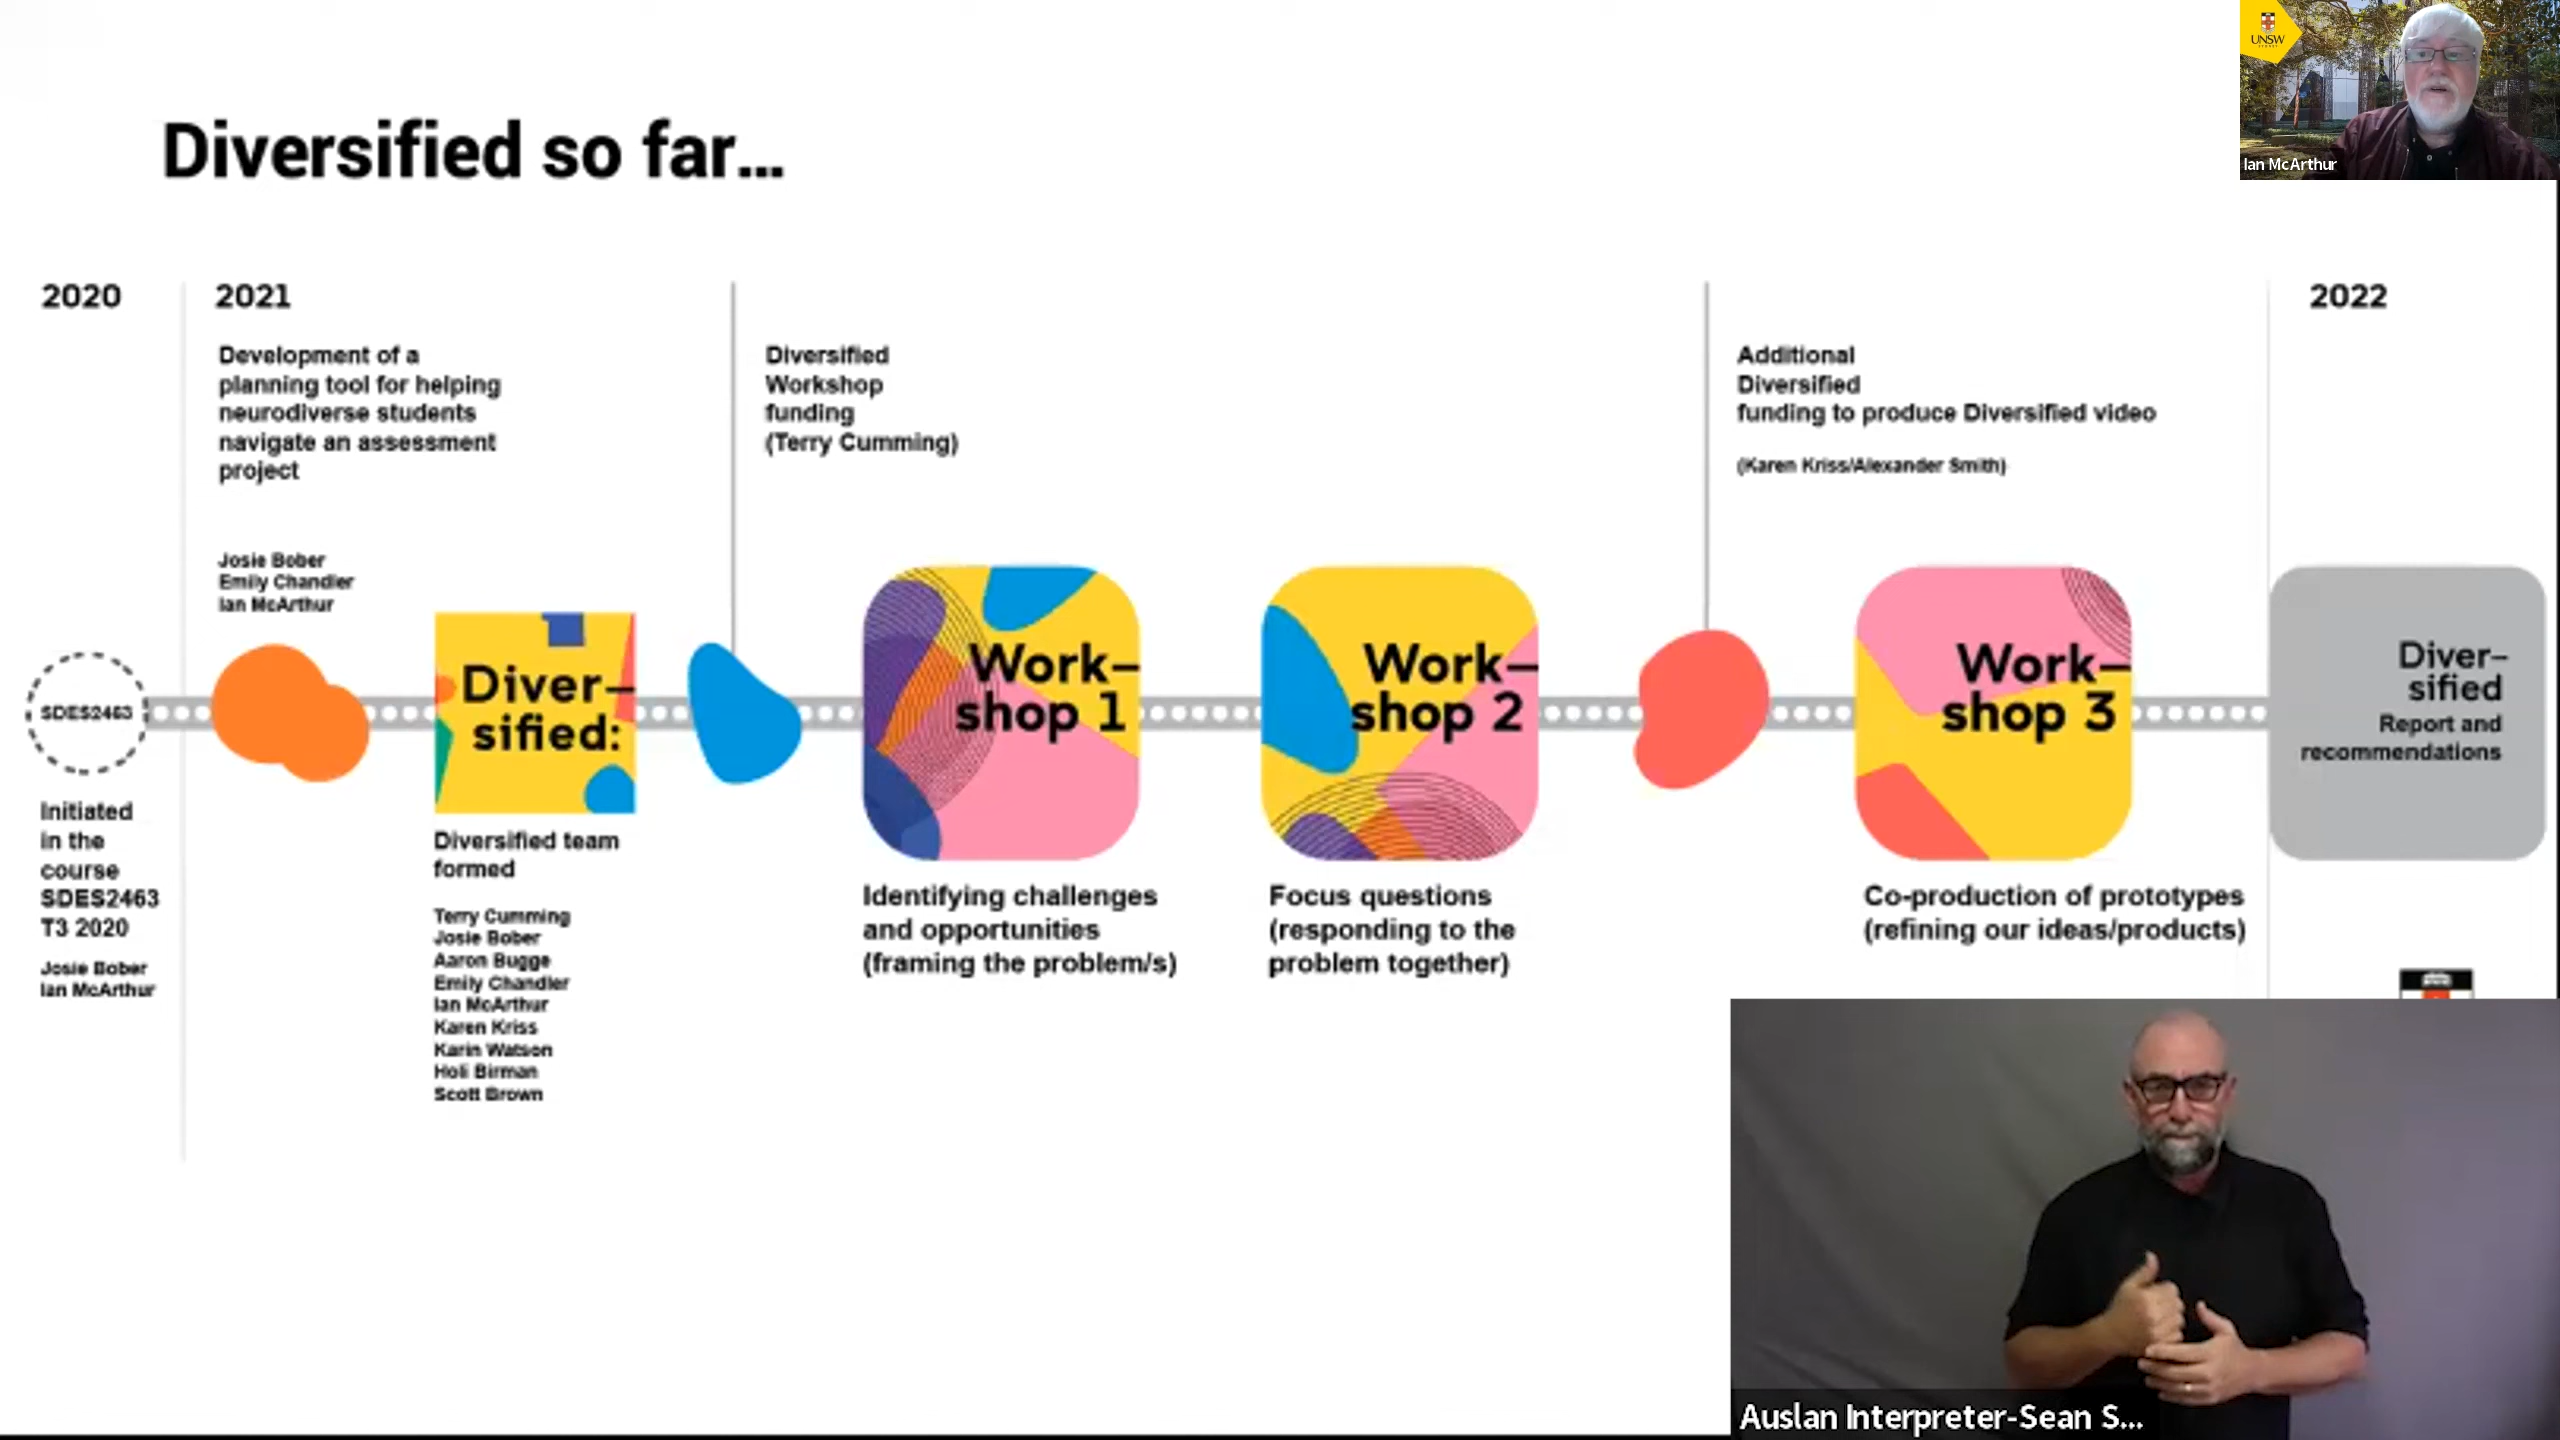 UNSW
SYDNEY
Ian McArthur
Diversified so far...
2020
SDES2463
Initiated
in the
course
SDES2463
T3 2020
Josie Bober
Ian McArthur
2021
Development of a
planning tool for helping
neurodiverse students
navigate an assessment
project
Josie Bober
Emily Chandler
Ian McArthur
Diver–
sified:
Diversified team
formed
Terry Cumming
Josie Bober
Aaron Bugge
Emily Chandler
Ian McArthur
Karen Kriss
Karin Watson
Holi Birman
Scott Brown
Diversified
Workshop
funding
(Terry Cumming)
Work–
shop 1
Identifying challenges
and opportunities
(framing the problem/s)
Work–
shop 2
Focus questions
(responding to the
problem together)
Additional
Diversified
funding to produce Diversified video
(Karen Kriss/Alexander Smith)
Work–
shop 3
Co-production of prototypes
(refining our ideas/products)
2022
Diver–
sified
Report and
recommendations
Auslan Interpreter-Sean S...